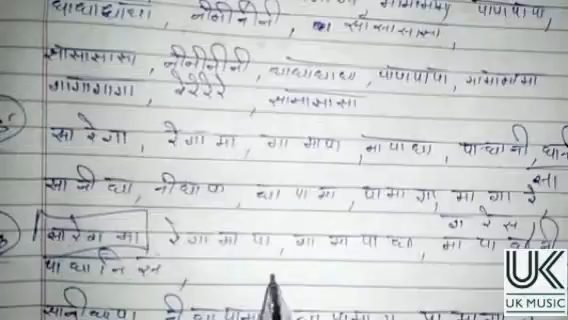 धाधाधाधा, नीनीनीनी, सासासासा,
सासासासा, नीनीनीनी, धाधाधाधा, पापापापा, मामामामा
गागागागा, रेरेरेरे, सासासासा
सा रे गा, रे गा मा, गा मा पा, मा पा धा, पा धा नी, धा नी
सा
सा नी धा, नी धा पा, धा पा मा, पा मा गा, मा गा रे,
ग रे स
सा रे ग मा रे गा मा पा, गा मा पा धा, मा पा धा नी
पा धा नि सा,
सानीधाप नी धा पा मा
UK
UK MUSIC